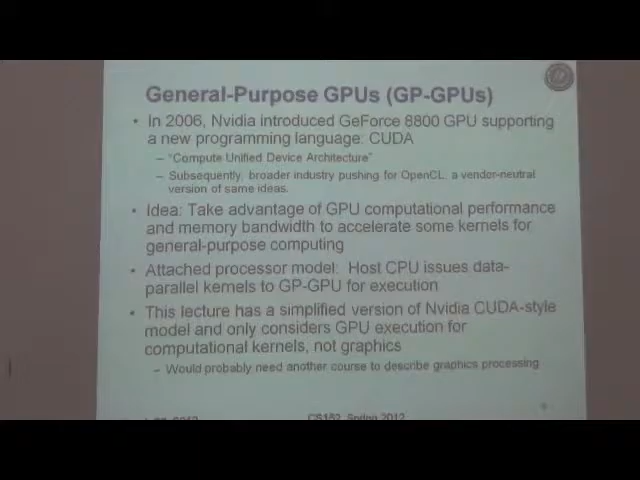 General-Purpose GPUs (GP-GPUs)
• In 2006, Nvidia introduced GeForce 8800 GPU supporting
a new programming language: CUDA
– "Compute Unified Device Architecture"
– Subsequently, broader industry pushing for OpenCL, a vendor-neutral
version of same ideas.
• Idea: Take advantage of GPU computational performance
and memory bandwidth to accelerate some kernels for
general-purpose computing
• Attached processor model: Host CPU issues data-
parallel kernels to GP-GPU for execution
• This lecture has a simplified version of Nvidia CUDA-style
model and only considers GPU execution for
computational kernels, not graphics
– Would probably need another course to describe graphics processing
CS152, Spring 2012